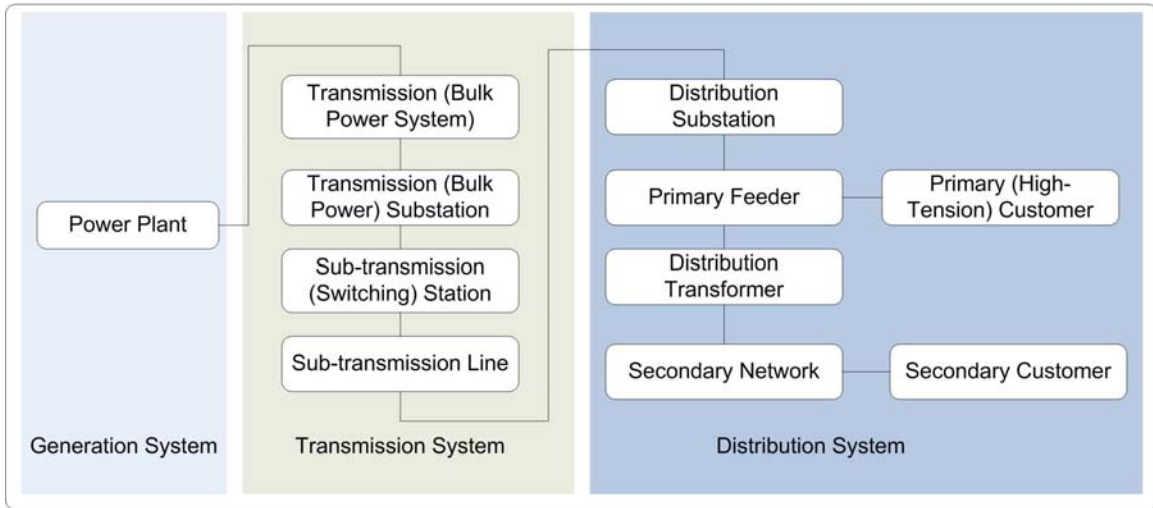 Power Plant
Generation System
Transmission (Bulk
Power System)
Transmission (Bulk
Power) Substation
Sub-transmission
(Switching) Station
Sub-transmission Line
Transmission System
Distribution
Substation
Primary Feeder
Primary (High-
Tension) Customer
Distribution
Transformer
Secondary Network
Secondary Customer
Distribution System